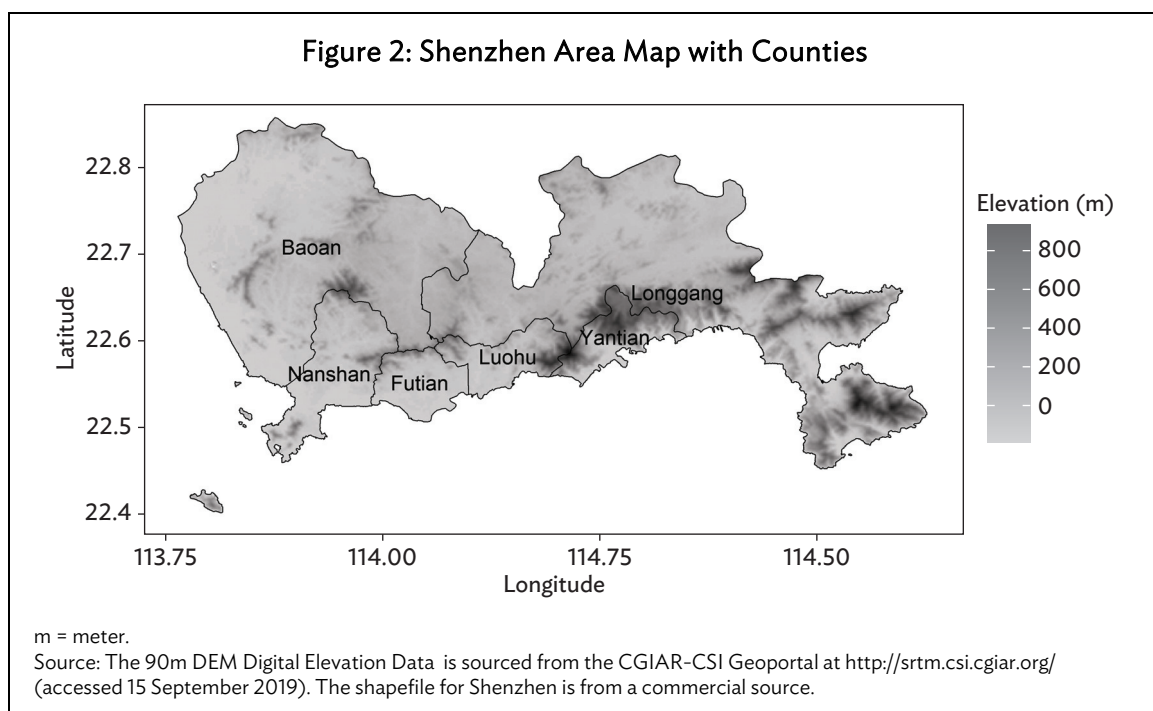 Figure 2: Shenzhen Area Map with Counties
22.8
22.7
22.6
22.5
22.4
Latitude
Baoan
Longgang
Yantian
Luohu
Nanshan
Futian
Elevation (m)
800
600
400
200
0
113.75
114.00
114.75
114.50
Longitude
m = meter.
Source: The 90m DEM Digital Elevation Data is sourced from the CGIAR-CSI Geoportal at http://srtm.csi.cgiar.org/
(accessed 15 September 2019). The shapefile for Shenzhen is from a commercial source.